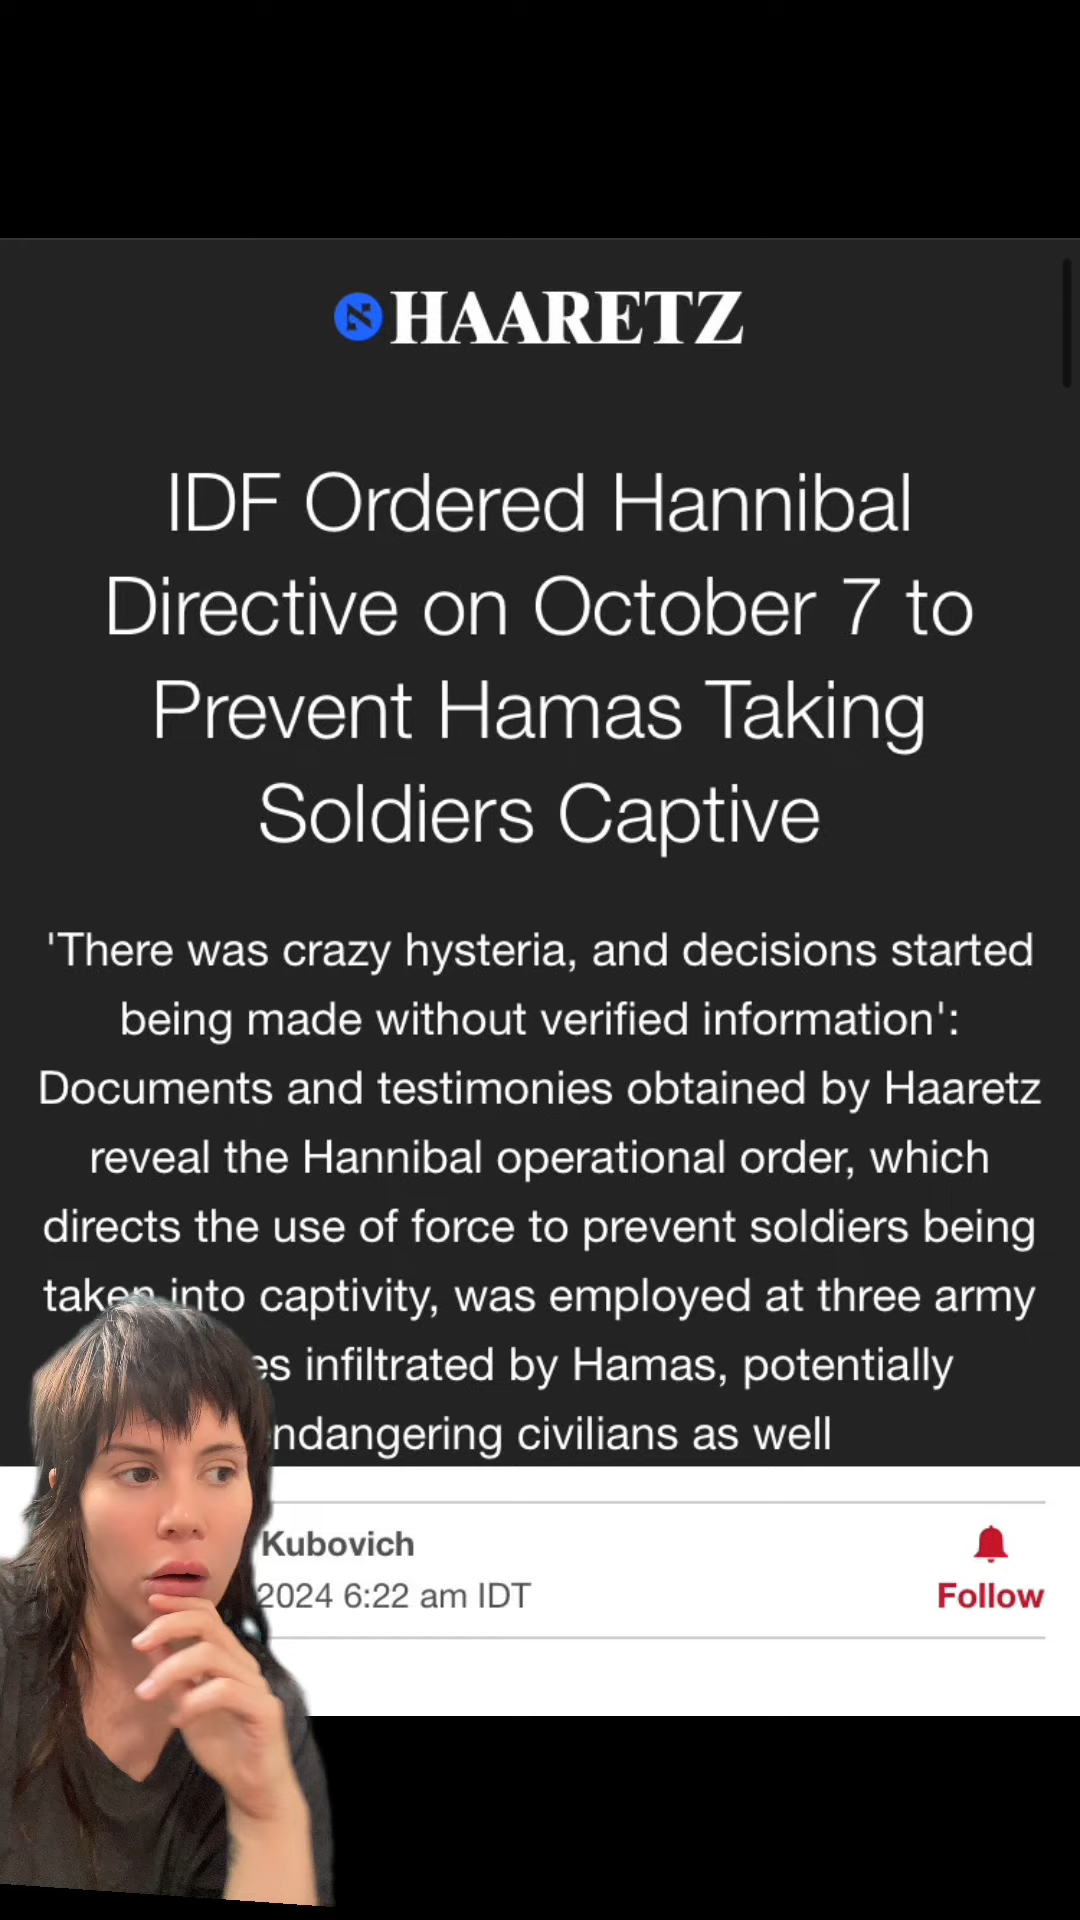 HAARETZ
IDF Ordered Hannibal
Directive on October 7 to
Prevent Hamas Taking
Soldiers Captive
'There was crazy hysteria, and decisions started
being made without verified information':
Documents and testimonies obtained by Haaretz
reveal the Hannibal operational order, which
directs the use of force to prevent soldiers being
taken into captivity, was employed at three army
infiltrated by Hamas, potentially
ndangering civilians as well
Kubovich
2024 6:22 am IDT
Follow